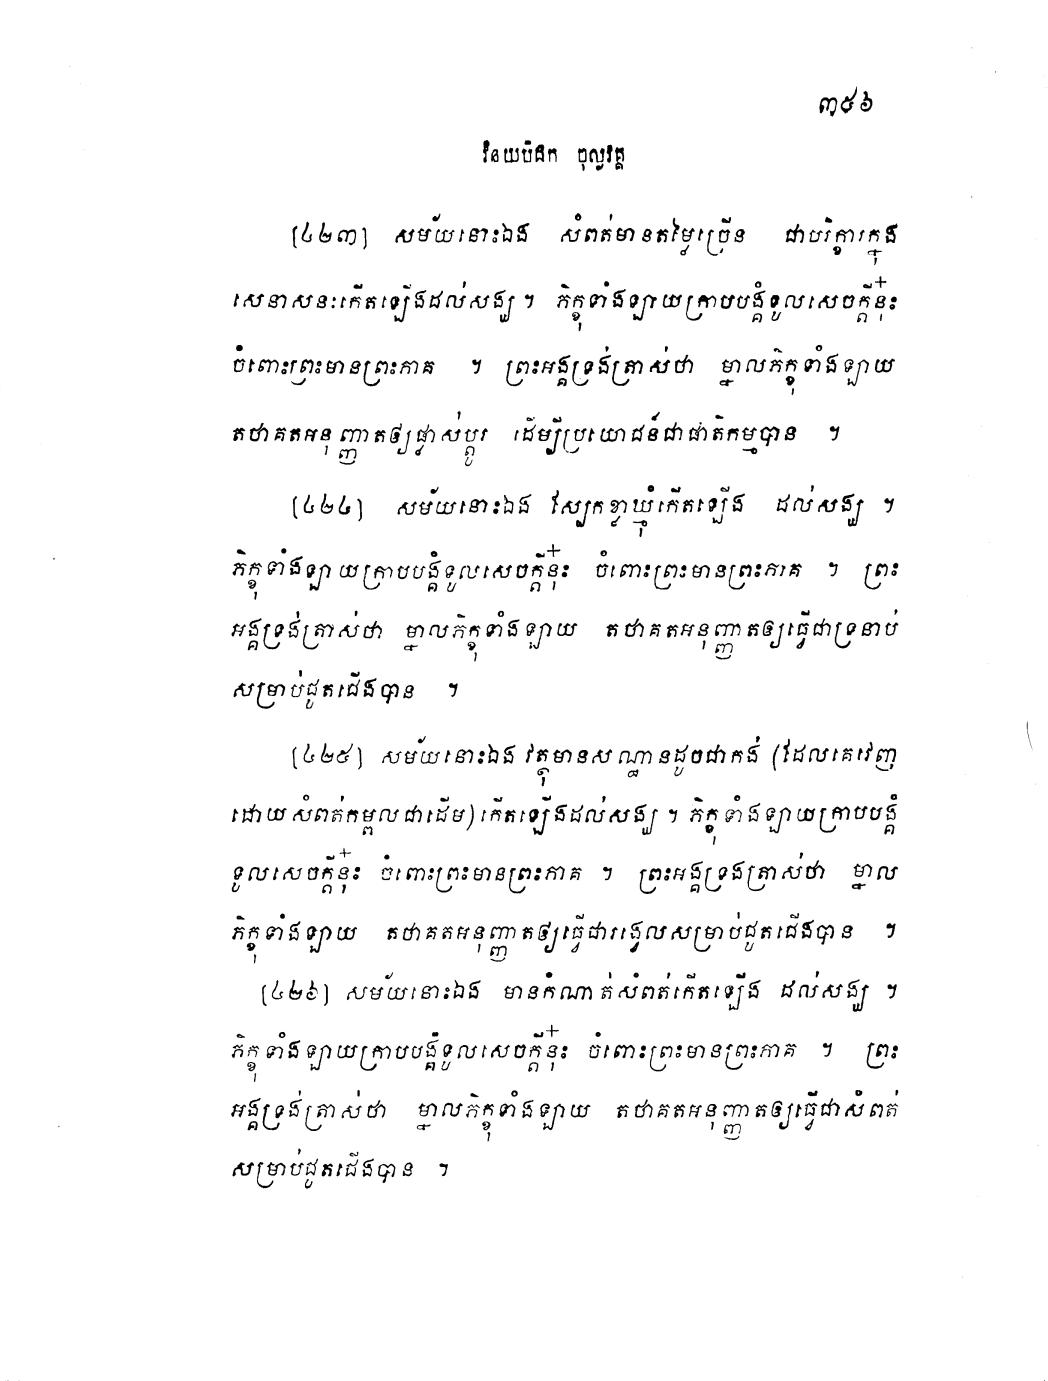 ៣៥៦
វិនយបិដក ចុល្លវគ្គ
(៤២៣) សម័យនោះឯង សំពត់មានតម្លៃច្រើន ជាបរិក្ខារក្នុង
សេនាសនៈកើតឡើងដល់សង្ឃ ។ ភិក្ខុទាំងឡាយក្រាបបង្គំទូលសេចក្តីនុ៎ះ
ចំពោះព្រះមានព្រះភាគ ។ ព្រះអង្គទ្រង់ត្រាស់ថា ម្នាលភិក្ខុទាំងឡាយ
តថាគតអនុញ្ញាតឲ្យផ្លាស់ប្តូរ ដើម្បីប្រយោជន៍ជាផាតិកម្មបាន ។
(៤២៤) សម័យនោះឯង ស្បែកខ្លាឃ្មុំកើតឡើង ដល់សង្ឃ ។
ភិក្ខុទាំងឡាយក្រាបបង្គំទូលសេចក្តីនុ៎ះ ចំពោះព្រះមានព្រះភាគ ។ ព្រះ
អង្គទ្រង់ត្រាស់ថា ម្នាលភិក្ខុទាំងឡាយ តថាគតអនុញ្ញាតឲ្យធ្វើជាទ្រនាប់
សម្រាប់ជូតជើងបាន ។
(៤២៥) សម័យនោះឯង វត្ថុមានសណ្ឋានដូចជាកង់ (ដែលគេវេញ
ដោយសំពត់កម្ពលជាដើម) កើតឡើងដល់សង្ឃ ។ ភិក្ខុទាំងឡាយក្រាបបង្គំ
ទូលសេចក្តីនុ៎ះ ចំពោះព្រះមានព្រះភាគ ។ ព្រះអង្គទ្រង់ត្រាស់ថា ម្នាល
ភិក្ខុទាំងឡាយ តថាគតអនុញ្ញាតឲ្យធ្វើជារង្វេលសម្រាប់ជូតជើងបាន ។
(៤២៦) សម័យនោះឯង មានកំណាត់សំពត់កើតឡើង ដល់សង្ឃ ។
ភិក្ខុទាំងឡាយក្រាបបង្គំទូលសេចក្តីនុ៎ះ ចំពោះព្រះមានព្រះភាគ ។ ព្រះ
អង្គទ្រង់ត្រាស់ថា ម្នាលភិក្ខុទាំងឡាយ តថាគតអនុញ្ញាតឲ្យធ្វើជាសំពត់
សម្រាប់ជូតជើងបាន ។